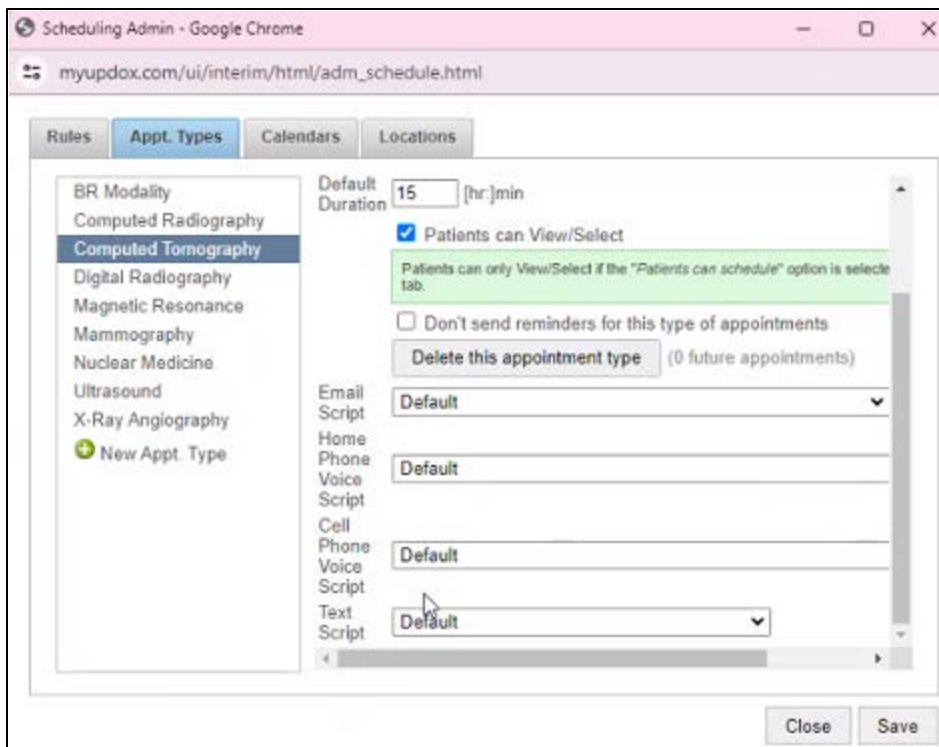 Scheduling Admin - Google Chrome
myupdox.com/ui/interim/html/adm_schedule.html
Rules
Appt. Types
Calendars
Locations
BR Modality
Computed Radiography
Computed Tomography
Digital Radiography
Magnetic Resonance
Mammography
Nuclear Medicine
Ultrasound
X-Ray Angiography
New Appt. Type
Default
Duration
15
[hr:]min
Patients can View/Select
Patients can only View/Select if the "Patients can schedule" option is selecte
tab.
Don't send reminders for this type of appointments
Delete this appointment type
(0 future appointments)
Email
Script
Default
Home
Phone
Voice
Script
Default
Cell
Phone
Voice
Script
Default
Text
Script
Default
Close
Save